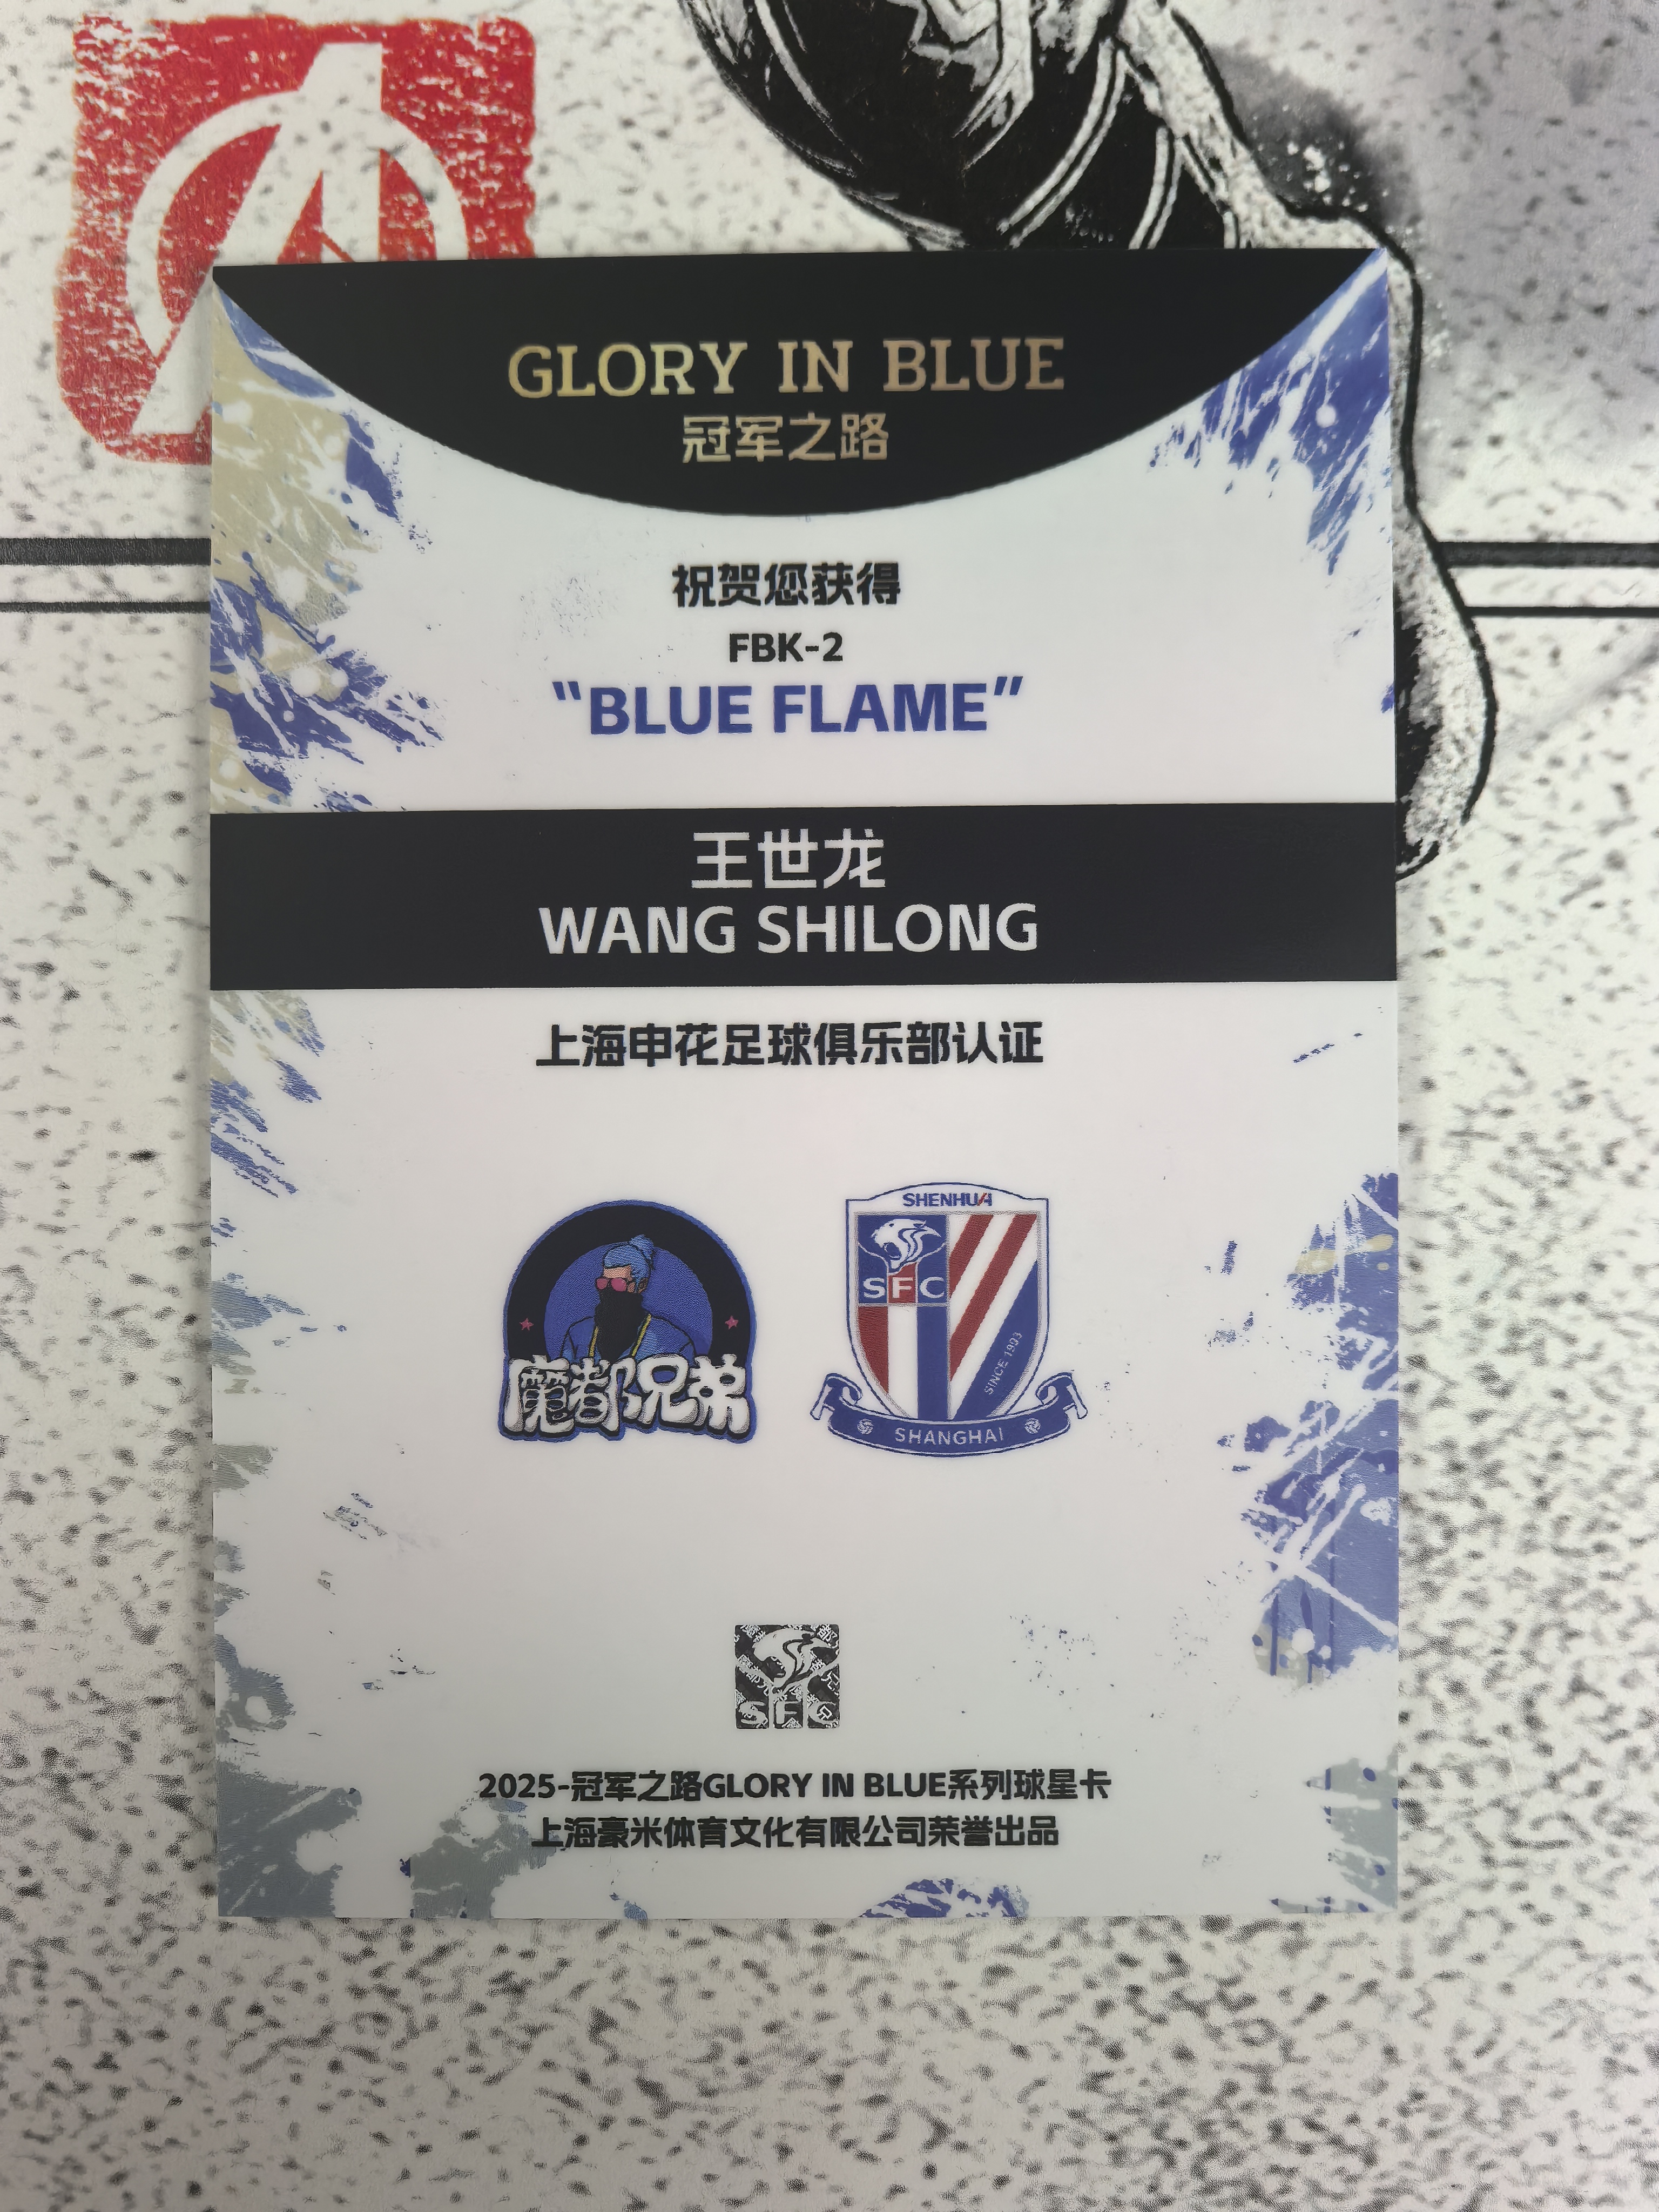 GLORY IN BLUE
冠军之路
祝贺您获得
FBK-2
"BLUE FLAME"
王世龙
WANG SHILONG
上海申花足球俱乐部认证
魔都兄弟
SHENHUA
SFC
SINCE 1993
SHANGHAI
SFC
2025-冠军之路GLORY IN BLUE系列球星卡
上海豪米体育文化有限公司荣誉出品